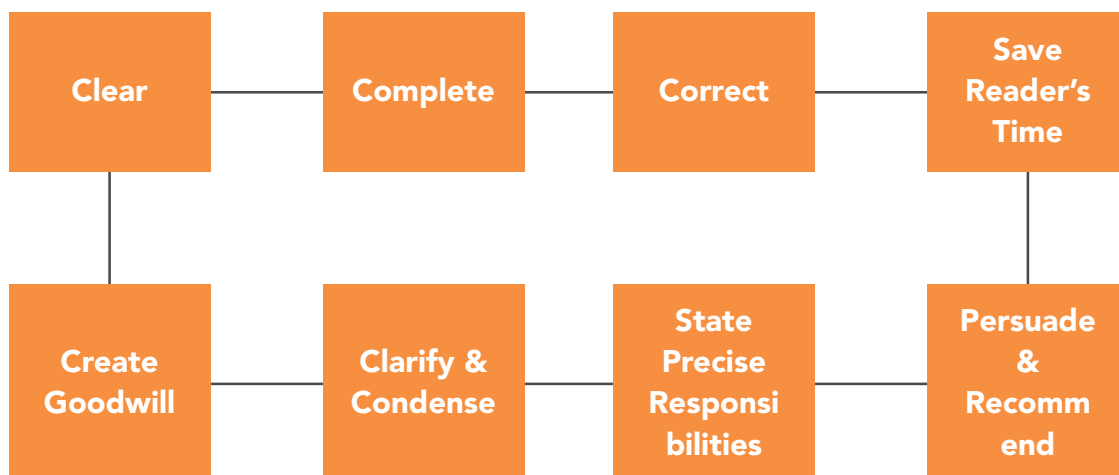 Clear
Complete
Correct
Save
Reader's
Time
Create
Goodwill
Clarify &
Condense
State
Precise
Responsi
bilities
Persuade
&
Recomm
end